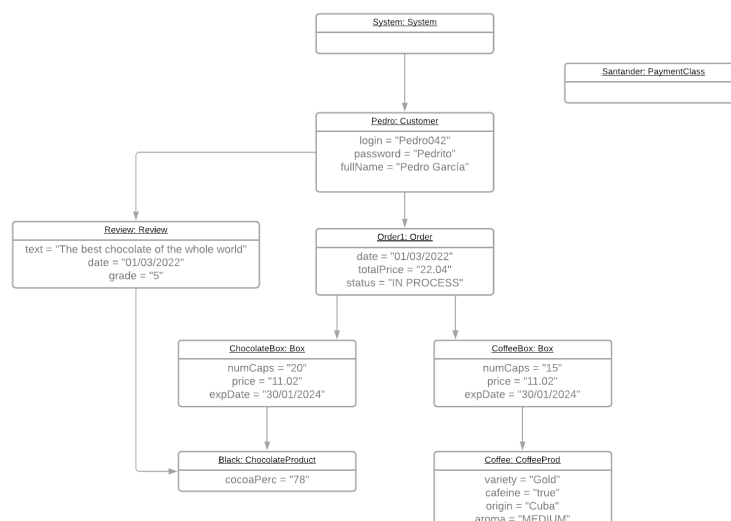 System: System
Santander: PaymentClass
Pedro: Customer
login = "Pedro042"
password = "Pedrito"
fullName = "Pedro García"
Review: Review
text = "The best chocolate of the whole world"
date = "01/03/2022"
grade = "5"
Order1: Order
date = "01/03/2022"
totalPrice = "22.04"
status = "IN PROCESS"
ChocolateBox: Box
numCaps = "20"
price = "11.02"
expDate = "30/01/2024"
CoffeeBox: Box
numCaps = "15"
price = "11.02"
expDate = "30/01/2024"
Black: ChocolateProduct
cocoaPerc = "78"
Coffee: CoffeeProd
variety = "Gold"
cafeine = "true"
origin = "Cuba"
aroma = "MEDIUM"